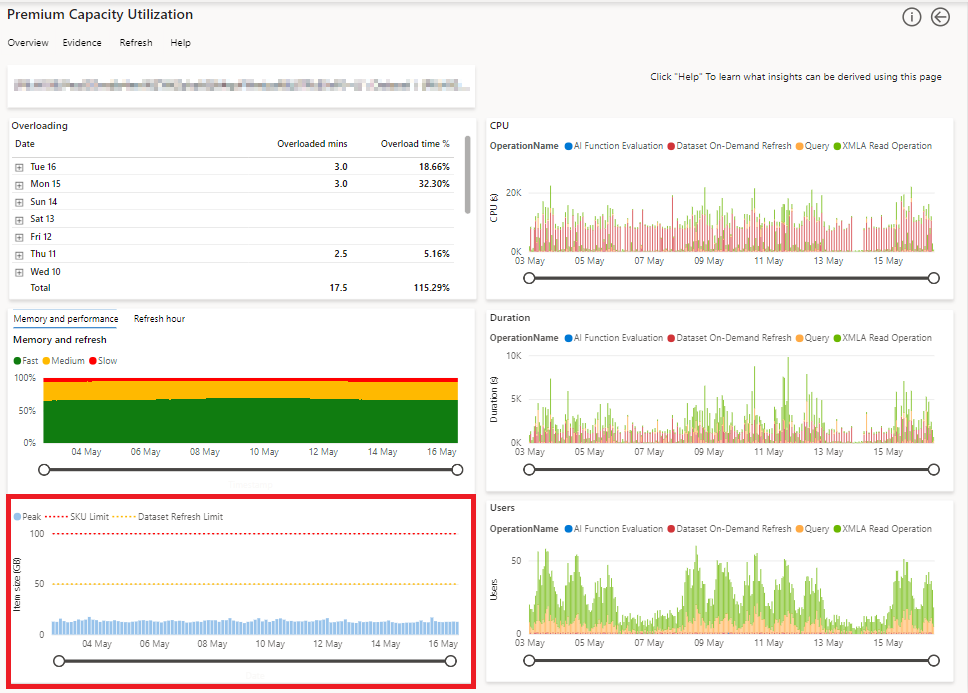 Premium Capacity Utilization
Overview Evidence Refresh Help
Click "Help" To learn what insights can be derived using this page
Overloading
Date Overloaded mins Overload time %
Tue 16 3.0 18.66%
Mon 15 3.0 32.30%
Sun 14
Sat 13
Fri 12
Thu 11 2.5 5.16%
Wed 10
Total 17.5 115.29%
CPU
OperationName AI Function Evaluation Dataset On-Demand Refresh Query XMLA Read Operation
CPU (s)
20K
0K
03 May 05 May 07 May 09 May 11 May 13 May 15 May
Memory and performance Refresh hour
Memory and refresh
Fast Medium Slow
100%
50%
0%
04 May 06 May 08 May 10 May 12 May 14 May 16 May
Duration
OperationName AI Function Evaluation Dataset On-Demand Refresh Query XMLA Read Operation
Duration (s)
10K
5K
0K
03 May 05 May 07 May 09 May 11 May 13 May 15 May
Peak SKU Limit Dataset Refresh Limit
Item size (GB)
100
50
0
04 May 06 May 08 May 10 May 12 May 14 May 16 May
Users
OperationName AI Function Evaluation Dataset On-Demand Refresh Query XMLA Read Operation
Users
50
0
03 May 05 May 07 May 09 May 11 May 13 May 15 May